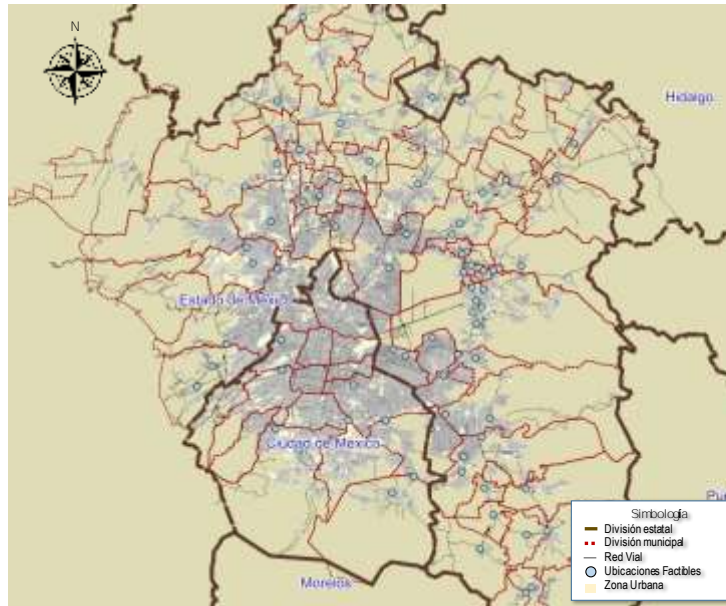 N
Hidalgo
Estado de México
Ciudad de México
Pu
Morelos
Simbología
División estatal
División municipal
Red Vial
Ubicaciones Factibles
Zona Urbana